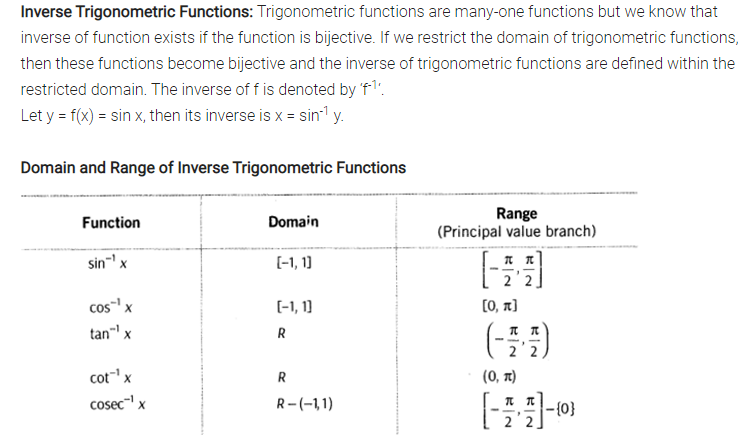 Inverse Trigonometric Functions: Trigonometric functions are many-one functions but we know that
inverse of function exists if the function is bijective. If we restrict the domain of trigonometric functions,
then these functions become bijective and the inverse of trigonometric functions are defined within the
restricted domain. The inverse of f is denoted by 'f⁻¹'.
Let y = f(x) = sin x, then its inverse is x = sin⁻¹ y.
Domain and Range of Inverse Trigonometric Functions
Function Domain Range (Principal value branch)
sin⁻¹ x [-1, 1] [-π/2, π/2]
cos⁻¹ x [-1, 1] [0, π]
tan⁻¹ x R (-π/2, π/2)
cot⁻¹ x R (0, π)
cosec⁻¹ x R-(-1,1) [-π/2, π/2]-{0}